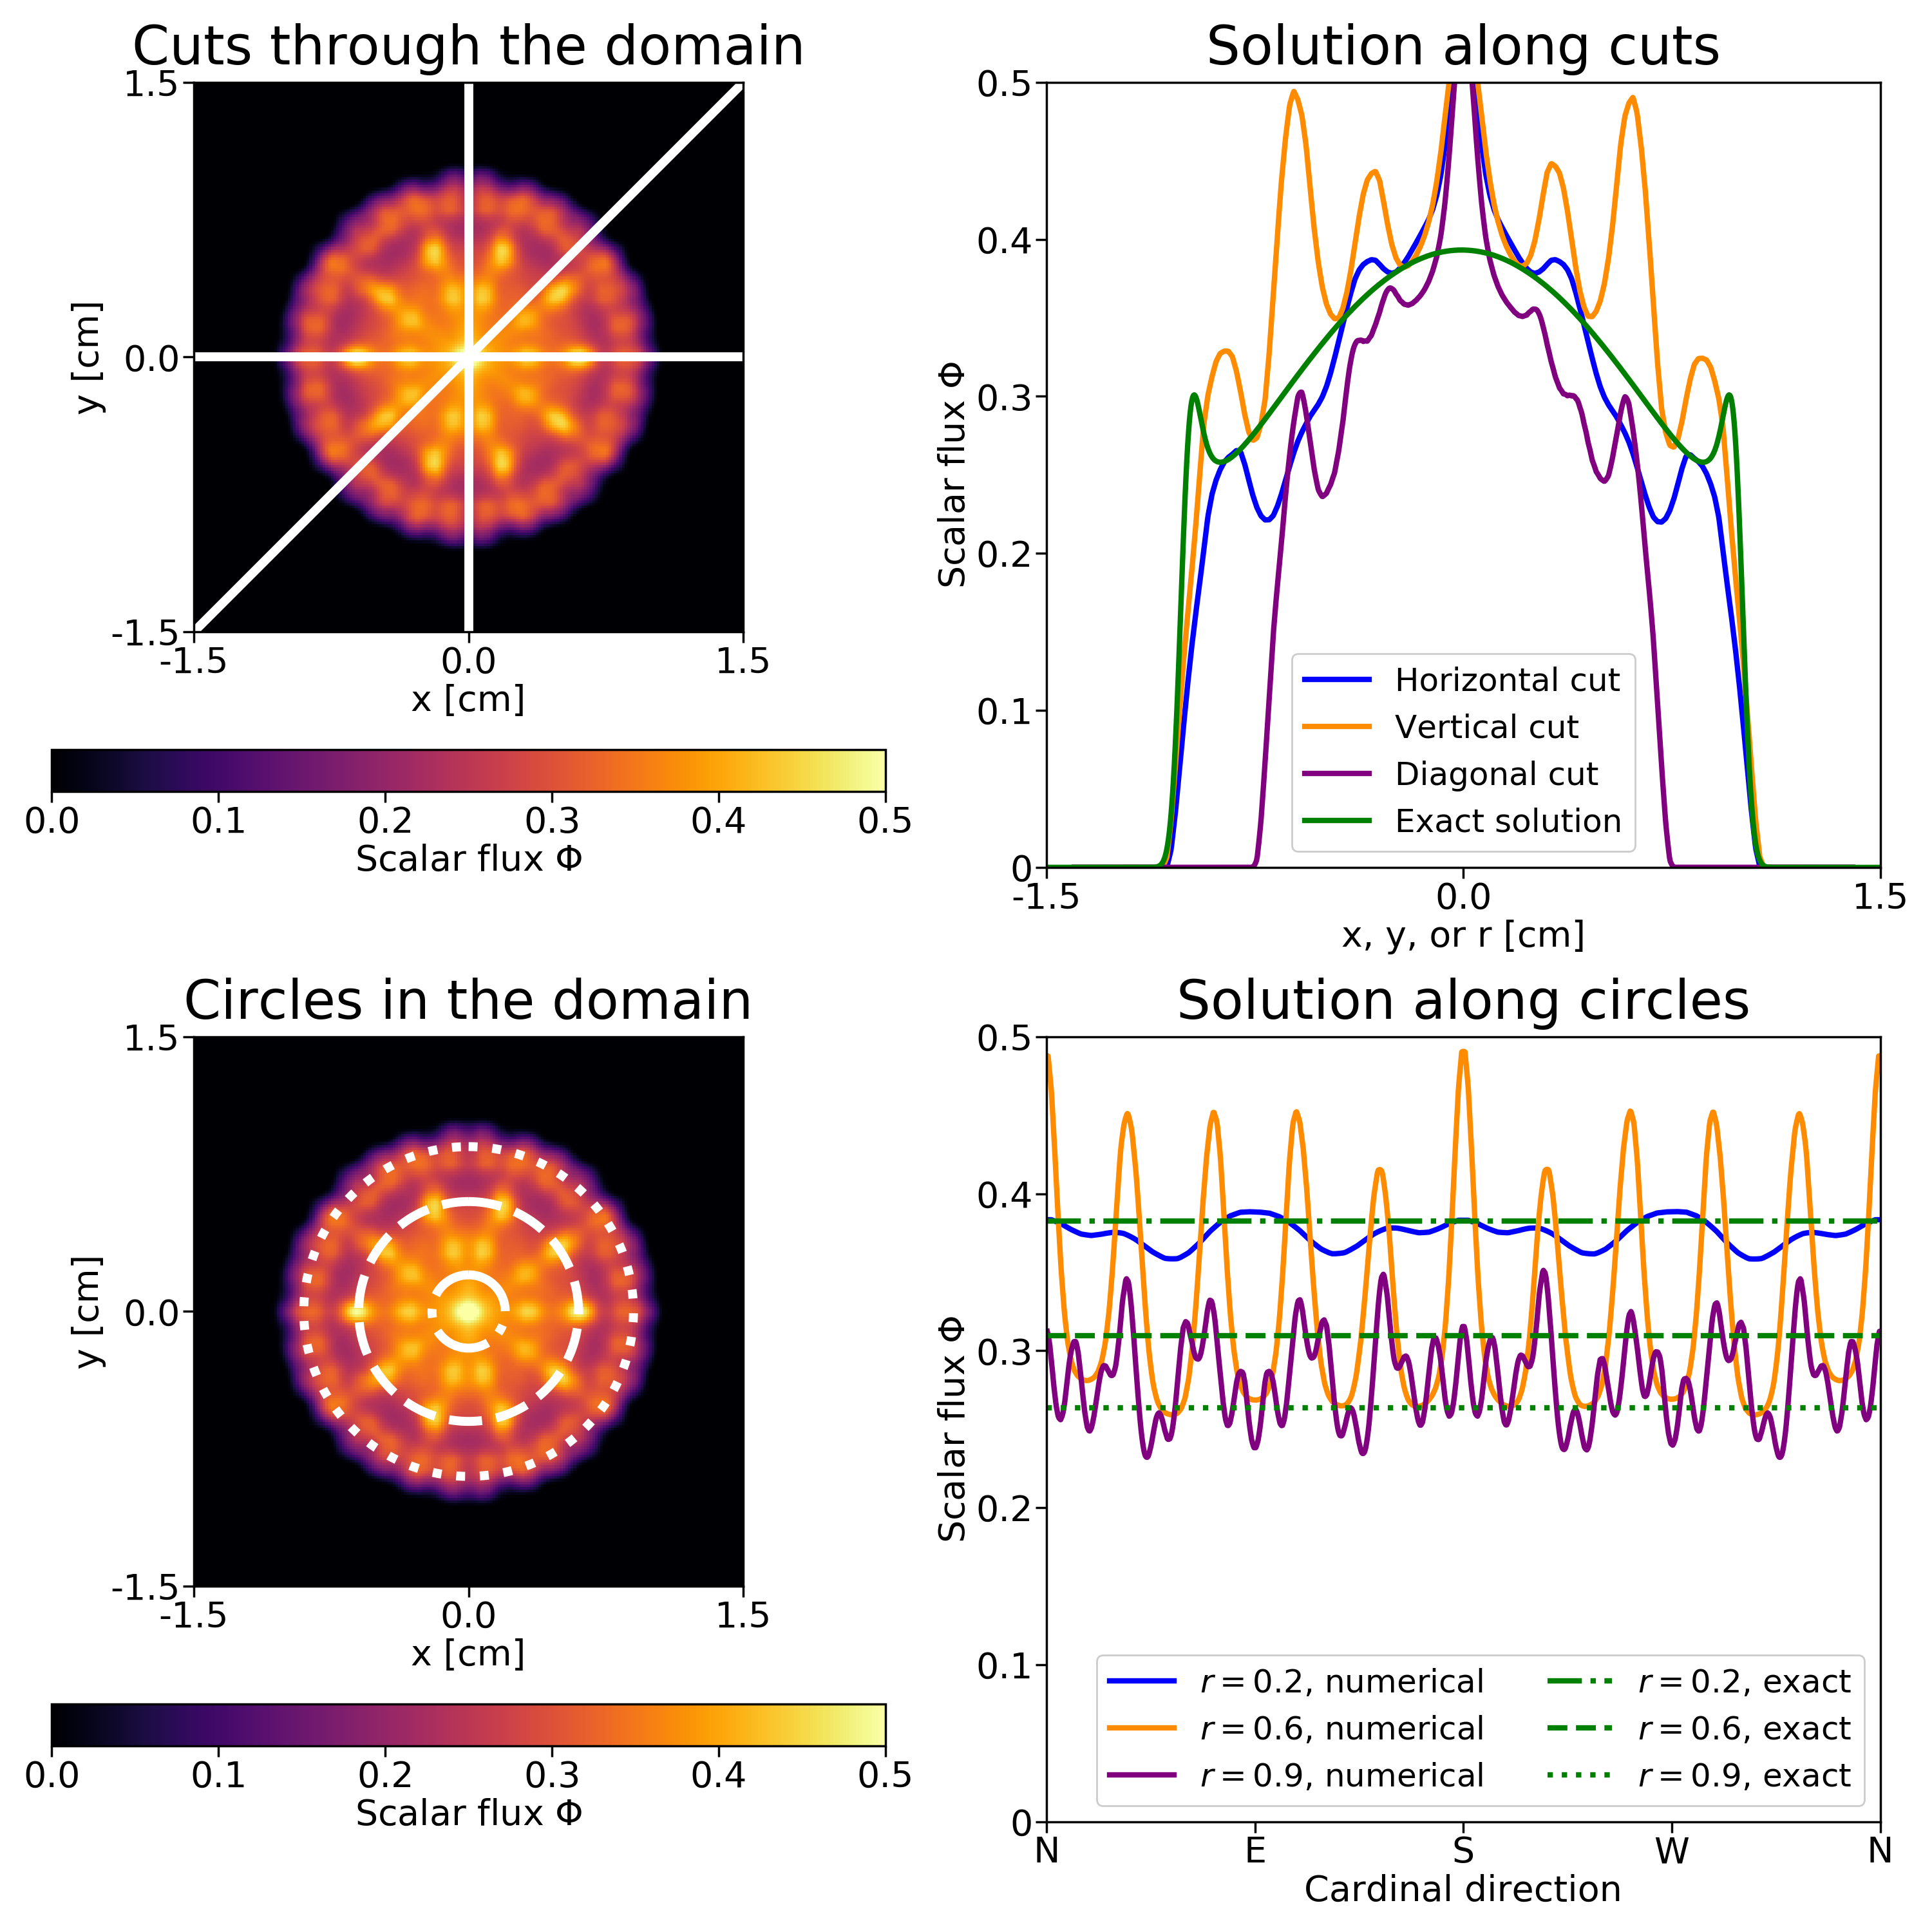 Cuts through the domain
1.5
0.0
-1.5
y [cm]
-1.5 0.0 1.5
x [cm]
0.0 0.1 0.2 0.3 0.4 0.5
Scalar flux Φ
Solution along cuts
0.5
0.4
0.3
0.2
0.1
0
Scalar flux Φ
Horizontal cut
Vertical cut
Diagonal cut
Exact solution
-1.5 0.0 1.5
x, y, or r [cm]
Circles in the domain
1.5
0.0
-1.5
y [cm]
-1.5 0.0 1.5
x [cm]
0.0 0.1 0.2 0.3 0.4 0.5
Scalar flux Φ
Solution along circles
0.5
0.4
0.3
0.2
0.1
0
Scalar flux Φ
r = 0.2, numerical r = 0.2, exact
r = 0.6, numerical r = 0.6, exact
r = 0.9, numerical r = 0.9, exact
N E S W N
Cardinal direction